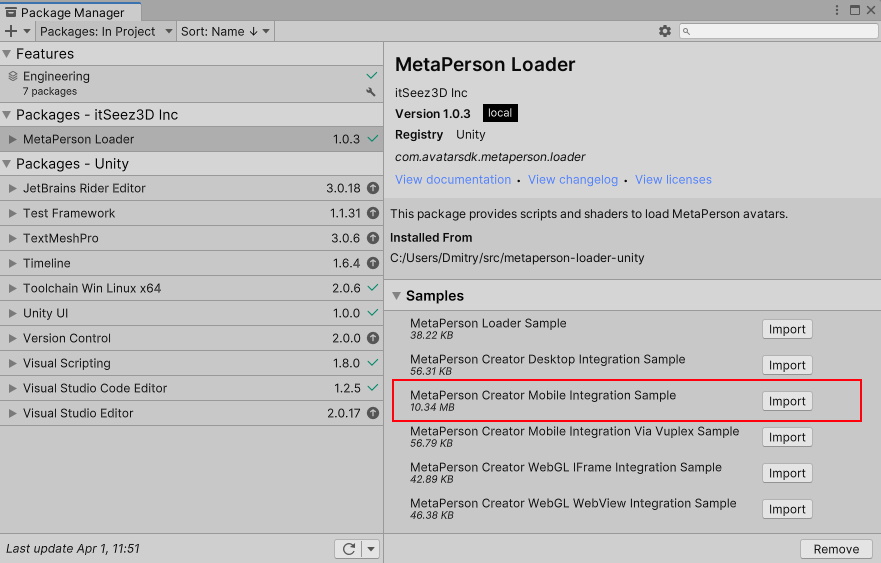 Package Manager
Packages: In Project
Sort: Name ↓
Features
Engineering
7 packages
Packages - itSeez3D Inc
MetaPerson Loader 1.0.3
Packages - Unity
JetBrains Rider Editor 3.0.18
Test Framework 1.1.31
TextMeshPro 3.0.6
Timeline 1.6.4
Toolchain Win Linux x64 2.0.6
Unity UI 1.0.0
Version Control 2.0.0
Visual Scripting 1.8.0
Visual Studio Code Editor 1.2.5
Visual Studio Editor 2.0.17
Last update Apr 1, 11:51
MetaPerson Loader
itSeez3D Inc
Version 1.0.3 local
Registry Unity
com.avatarsdk.metaperson.loader
View documentation • View changelog • View licenses
This package provides scripts and shaders to load MetaPerson avatars.
Installed From
C:/Users/Dmitry/src/metaperson-loader-unity
Samples
MetaPerson Loader Sample
38.22 KB
Import
MetaPerson Creator Desktop Integration Sample
56.31 KB
Import
MetaPerson Creator Mobile Integration Sample
10.34 MB
Import
MetaPerson Creator Mobile Integration Via Vuplex Sample
56.79 KB
Import
MetaPerson Creator WebGL IFrame Integration Sample
42.89 KB
Import
MetaPerson Creator WebGL WebView Integration Sample
46.38 KB
Import
Remove